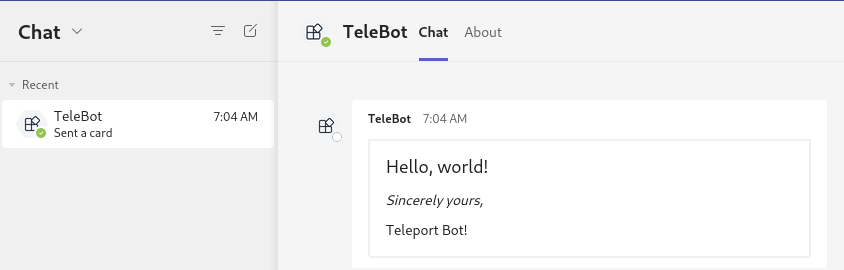 Chat
Recent
TeleBot 7:04 AM
Sent a card
TeleBot Chat About
TeleBot 7:04 AM
Hello, world!
Sincerely yours,
Teleport Bot!